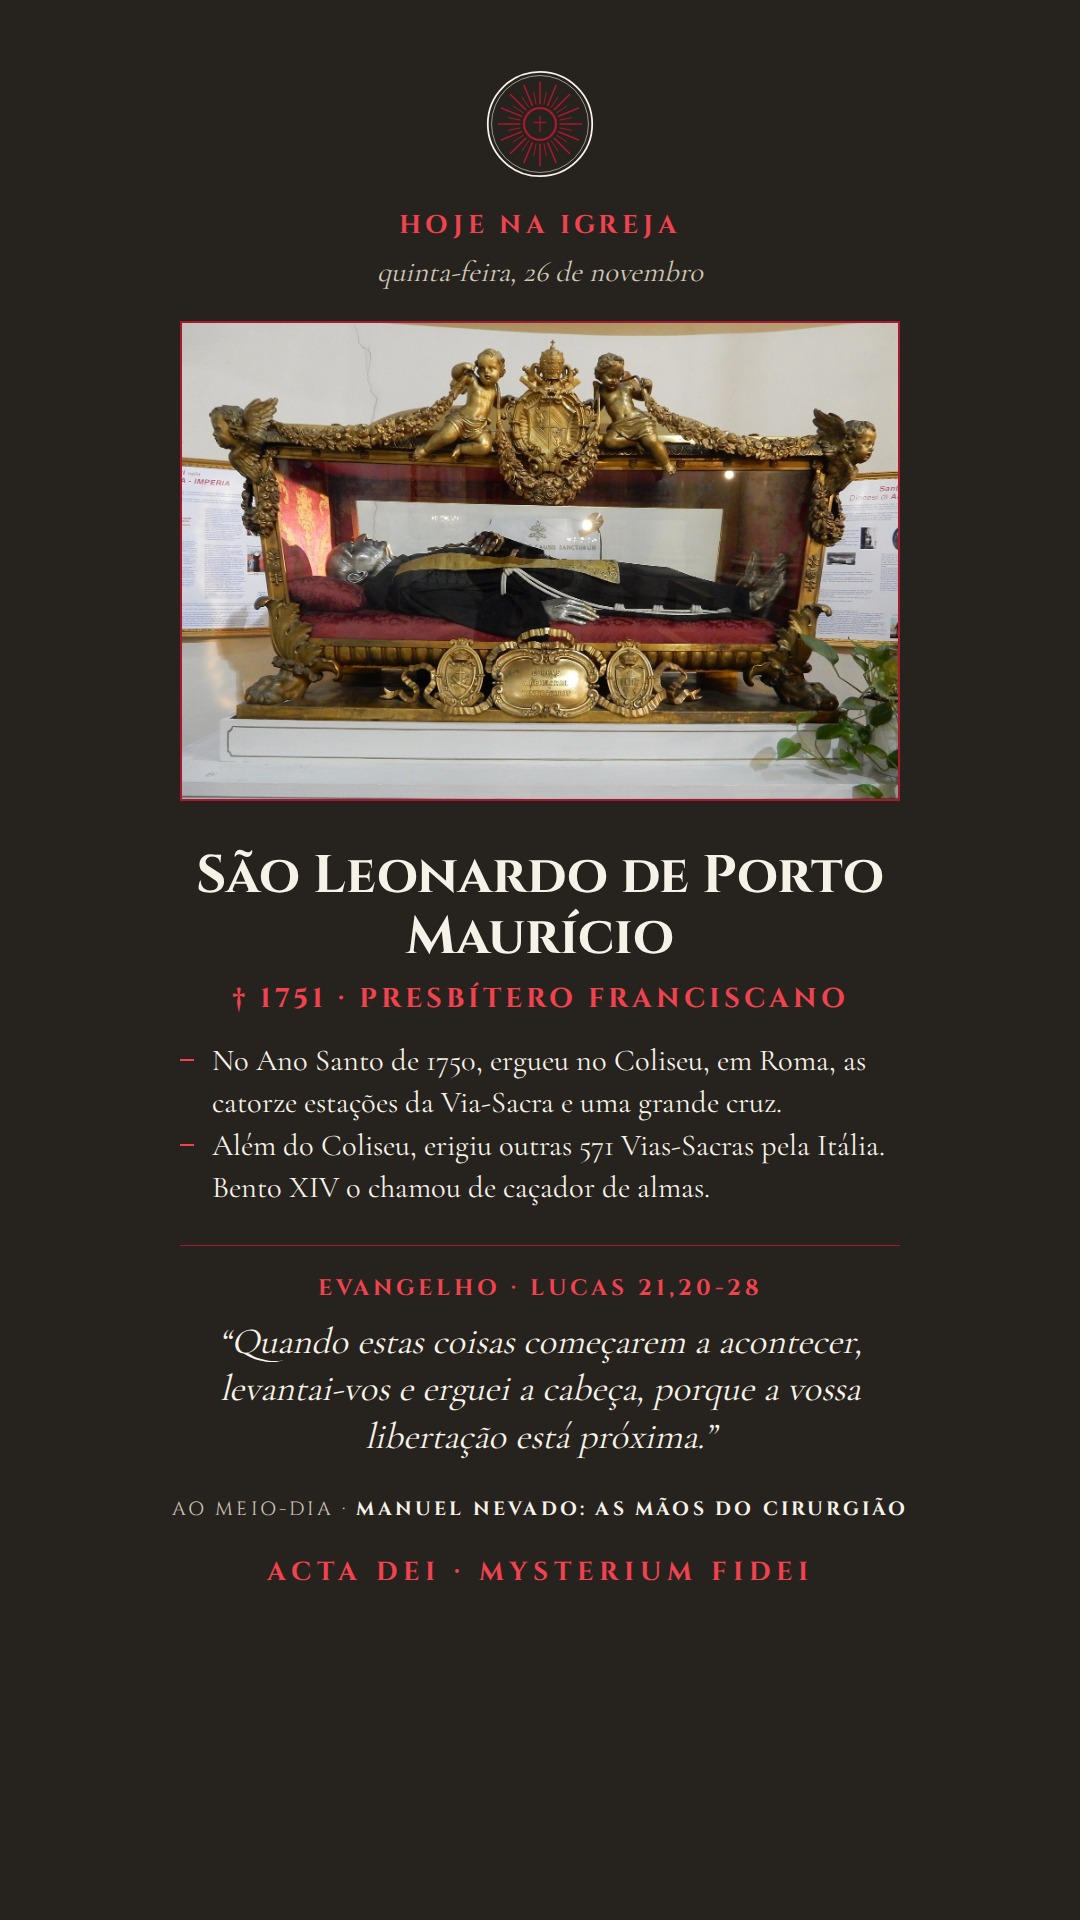 HOJE NA IGREJA
quinta-feira, 26 de novembro
A - IMPERIA
CAUSIS SANCTORUM
São Leonardo de Porto
Maurício
† 1751 · PRESBÍTERO FRANCISCANO
No Ano Santo de 1750, ergueu no Coliseu, em Roma, as
catorze estações da Via-Sacra e uma grande cruz.
Além do Coliseu, erigiu outras 571 Vias-Sacras pela Itália.
Bento XIV o chamou de caçador de almas.
EVANGELHO · LUCAS 21,20-28
“Quando estas coisas começarem a acontecer,
levantai-vos e erguei a cabeça, porque a vossa
libertação está próxima.”
AO MEIO-DIA · MANUEL NEVADO: AS MÃOS DO CIRURGIÃO
ACTA DEI · MYSTERIUM FIDEI